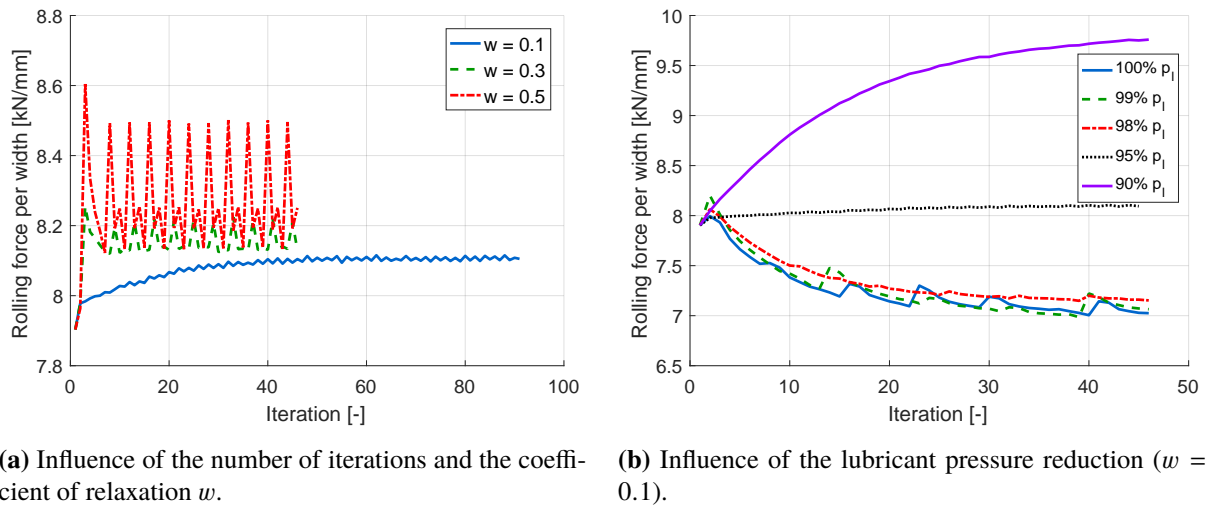 8.8
8.6
8.4
8.2
8
7.8
Rolling force per width [kN/mm]
0 20 40 60 80 100
Iteration [-]
w = 0.1
w = 0.3
w = 0.5
10
9.5
9
8.5
8
7.5
7
6.5
Rolling force per width [kN/mm]
0 10 20 30 40 50
Iteration [-]
100% p_l
99% p_l
98% p_l
95% p_l
90% p_l
(a) Influence of the number of iterations and the coeffi-
cient of relaxation w.
(b) Influence of the lubricant pressure reduction (w =
0.1).